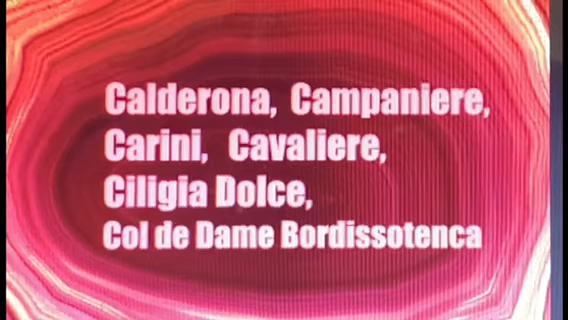 Calderona, Campaniere,
Carini, Cavaliere,
Ciligia Dolce,
Col de Dame Bordissotenca